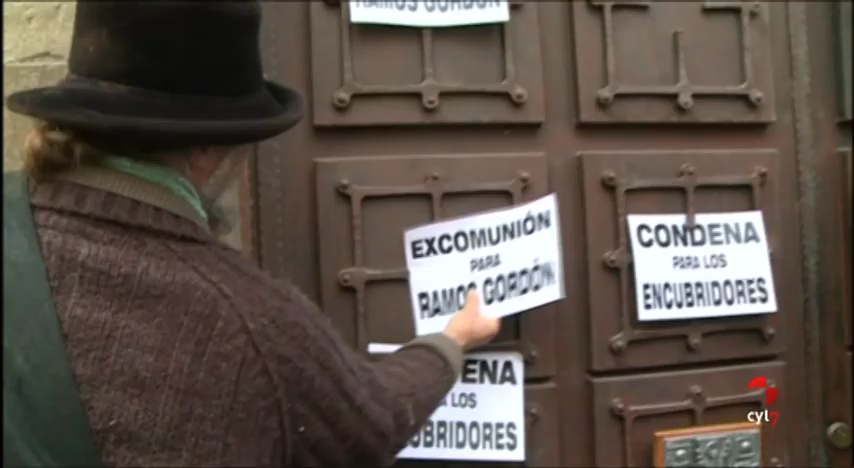 RAMOS GORDÓN
EXCOMUNIÓN
PARA
RAMOS GORDÓN
CONDENA
PARA LOS
ENCUBRIDORES
ENA
LOS
UBRIDORES
cyl7